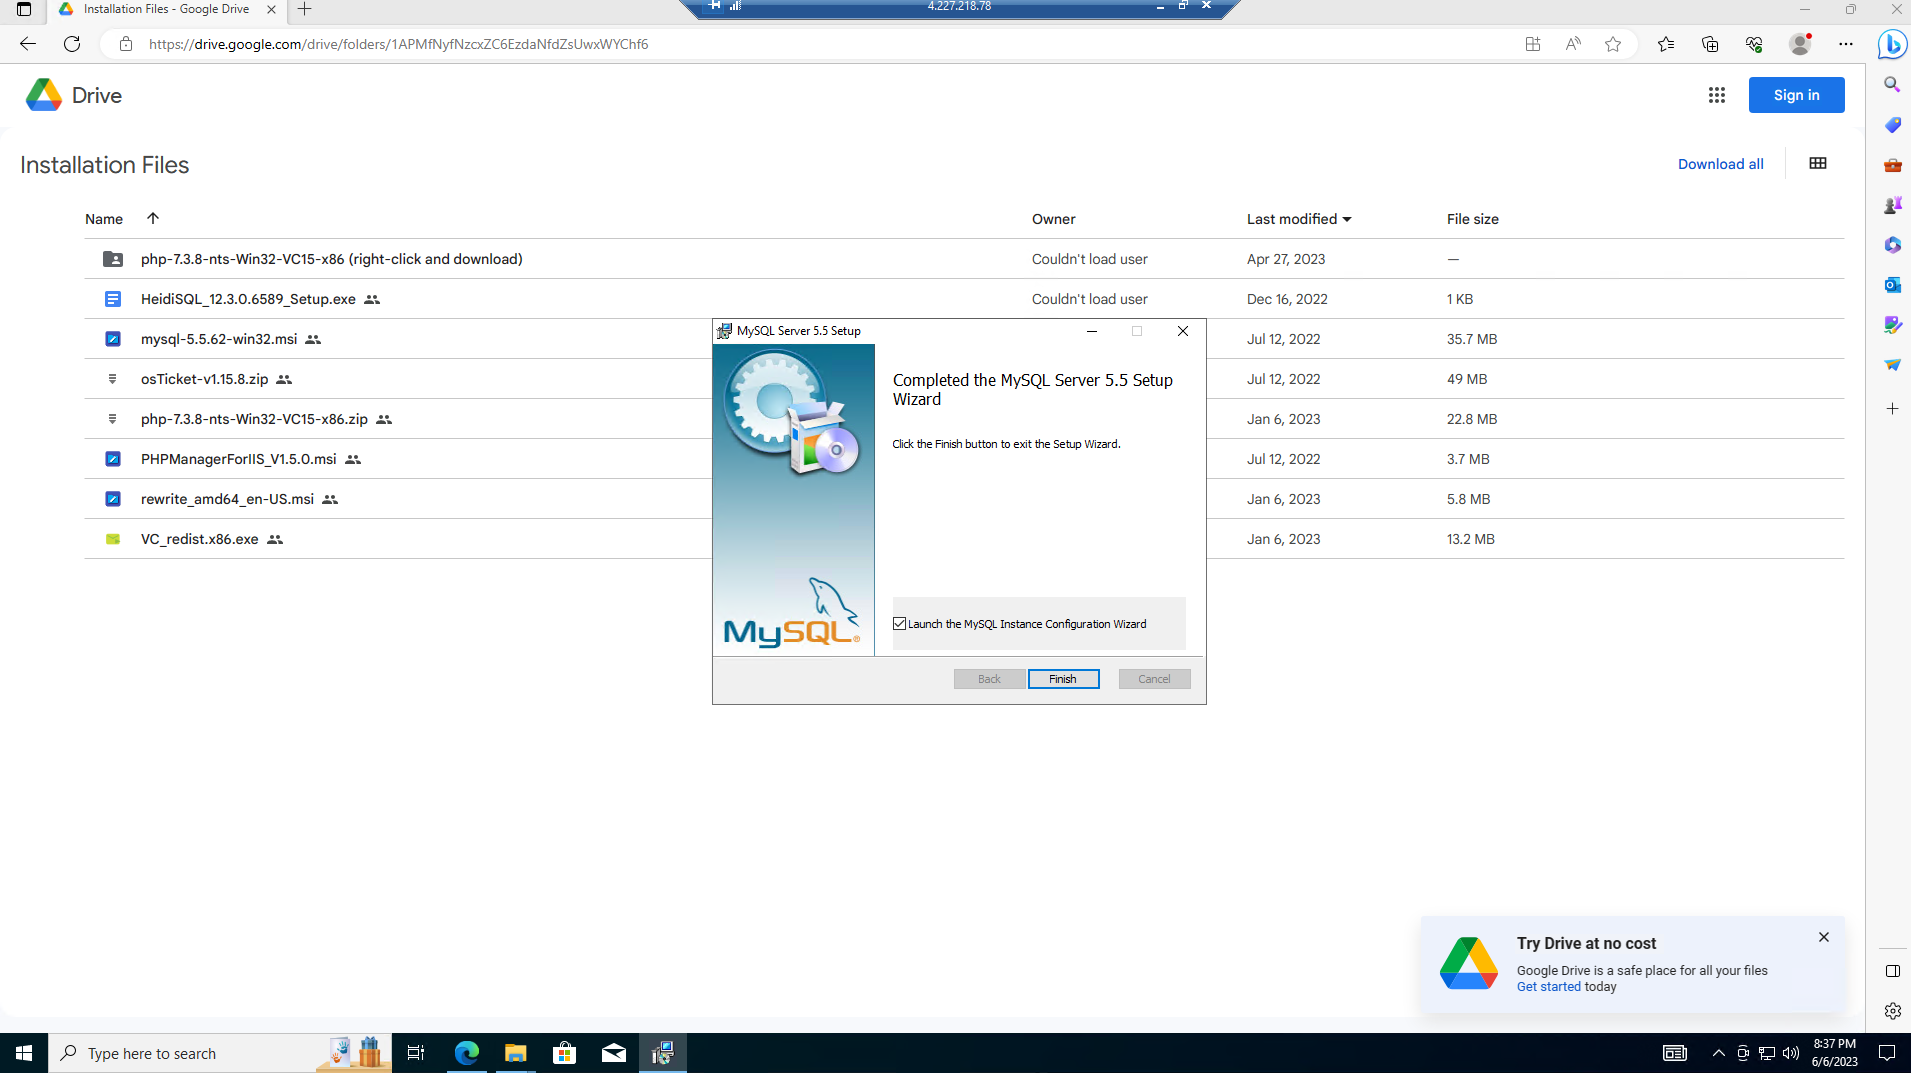 Installation Files - Google Drive
4.227.218.78
https://drive.google.com/drive/folders/1APMfNyfNzcxZC6EzdaNfdZsUwxWYChf6
Drive
Sign in
Installation Files
Download all
Name
Owner
Last modified
File size
php-7.3.8-nts-Win32-VC15-x86 (right-click and download)
Couldn't load user
Apr 27, 2023
—
HeidiSQL_12.3.0.6589_Setup.exe
Couldn't load user
Dec 16, 2022
1 KB
mysql-5.5.62-win32.msi
Jul 12, 2022
35.7 MB
osTicket-v1.15.8.zip
Jul 12, 2022
49 MB
php-7.3.8-nts-Win32-VC15-x86.zip
Jan 6, 2023
22.8 MB
PHPManagerForIIS_V1.5.0.msi
Jul 12, 2022
3.7 MB
rewrite_amd64_en-US.msi
Jan 6, 2023
5.8 MB
VC_redist.x86.exe
Jan 6, 2023
13.2 MB
MySQL Server 5.5 Setup
Completed the MySQL Server 5.5 Setup
Wizard
Click the Finish button to exit the Setup Wizard.
MySQL®
Launch the MySQL Instance Configuration Wizard
Back
Finish
Cancel
Try Drive at no cost
Google Drive is a safe place for all your files
Get started today
Type here to search
8:37 PM
6/6/2023